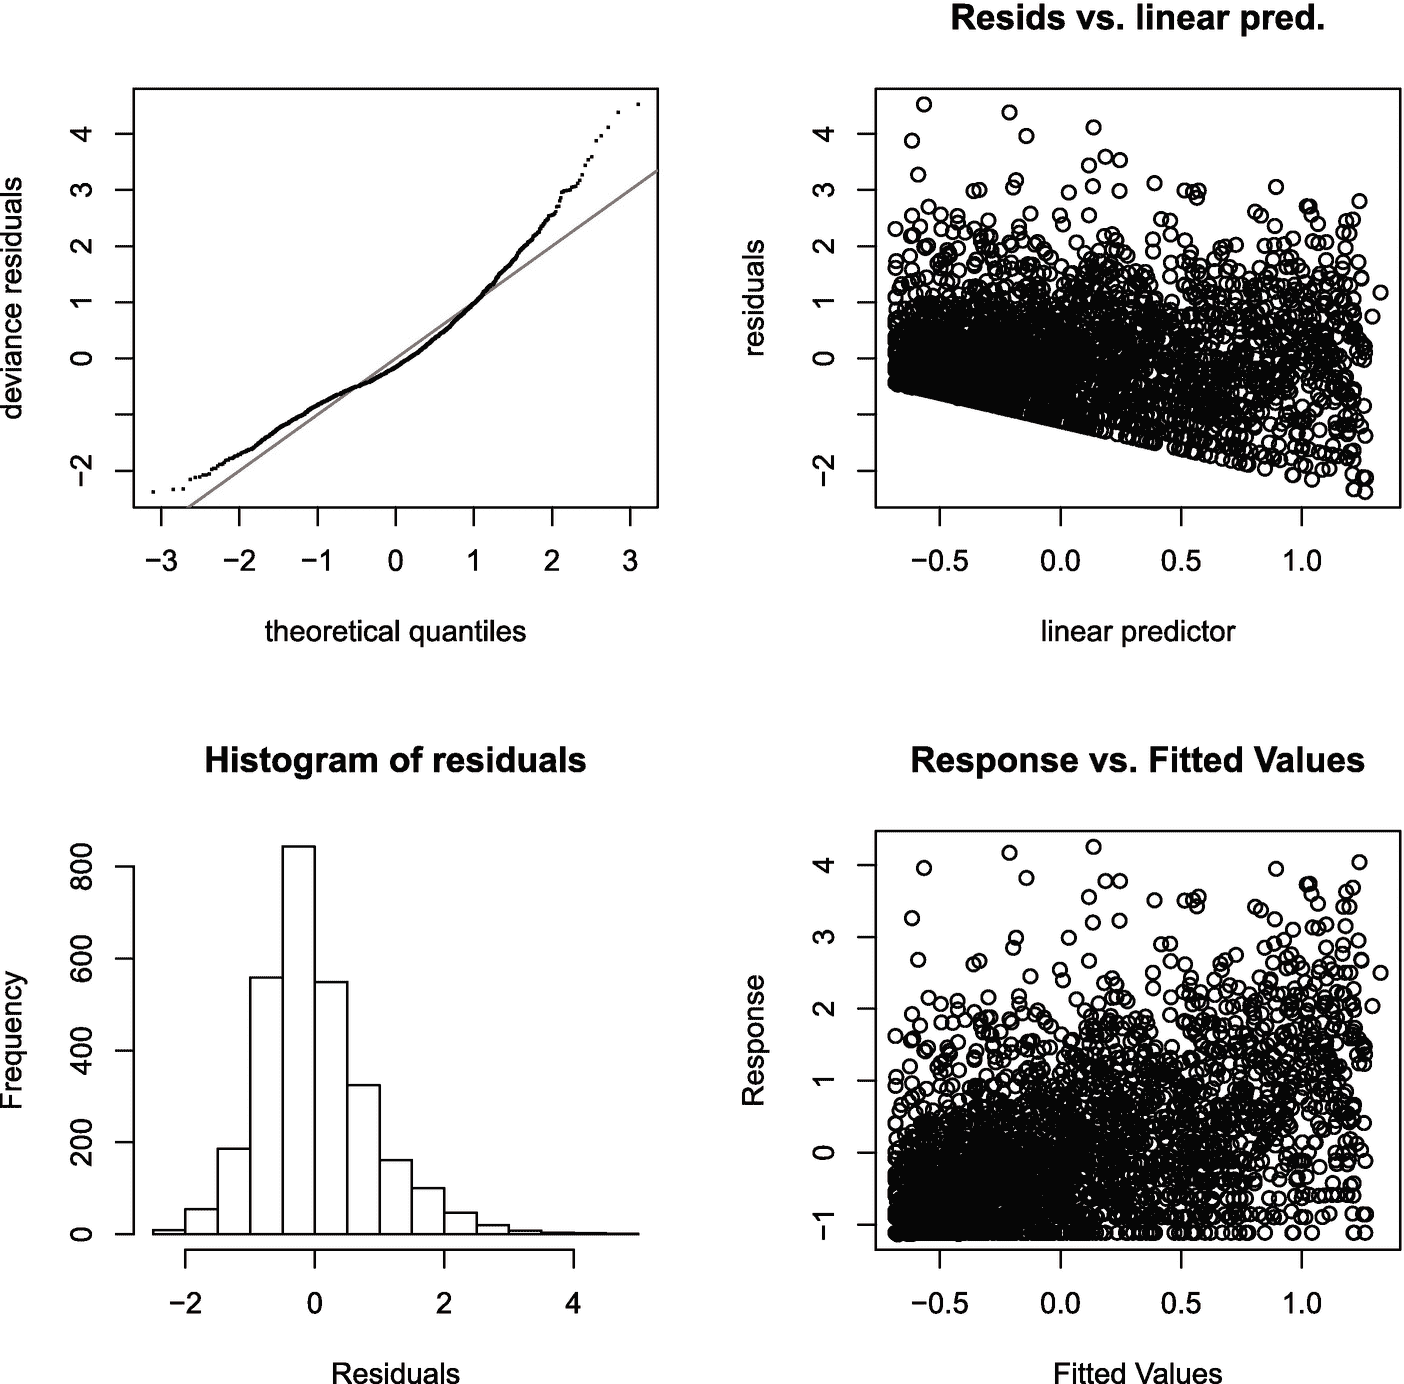 deviance residuals
4
3
2
1
0
−2
−3 −2 −1 0 1 2 3
theoretical quantiles
Resids vs. linear pred.
residuals
4
3
2
1
0
−2
−0.5 0.0 0.5 1.0
linear predictor
Histogram of residuals
Frequency
800
600
400
200
0
−2 0 2 4
Residuals
Response vs. Fitted Values
Response
4
3
2
1
0
−1
−0.5 0.0 0.5 1.0
Fitted Values